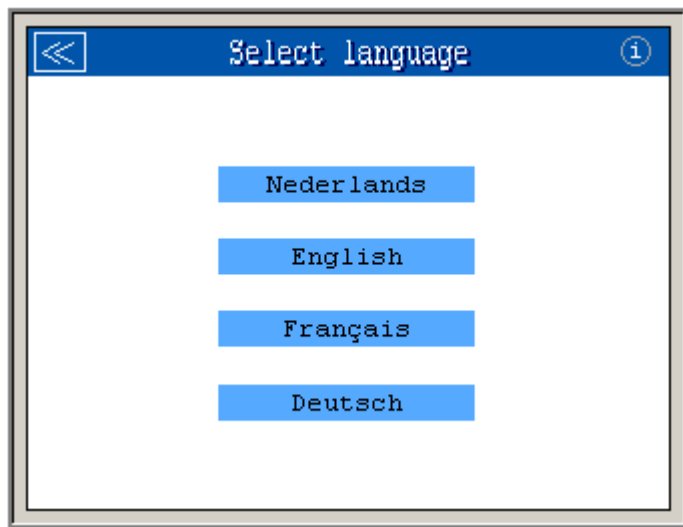 ≪ Select language i
Nederlands
English
Français
Deutsch